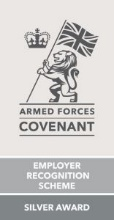 ARMED FORCES
COVENANT
EMPLOYER
RECOGNITION
SCHEME
SILVER AWARD